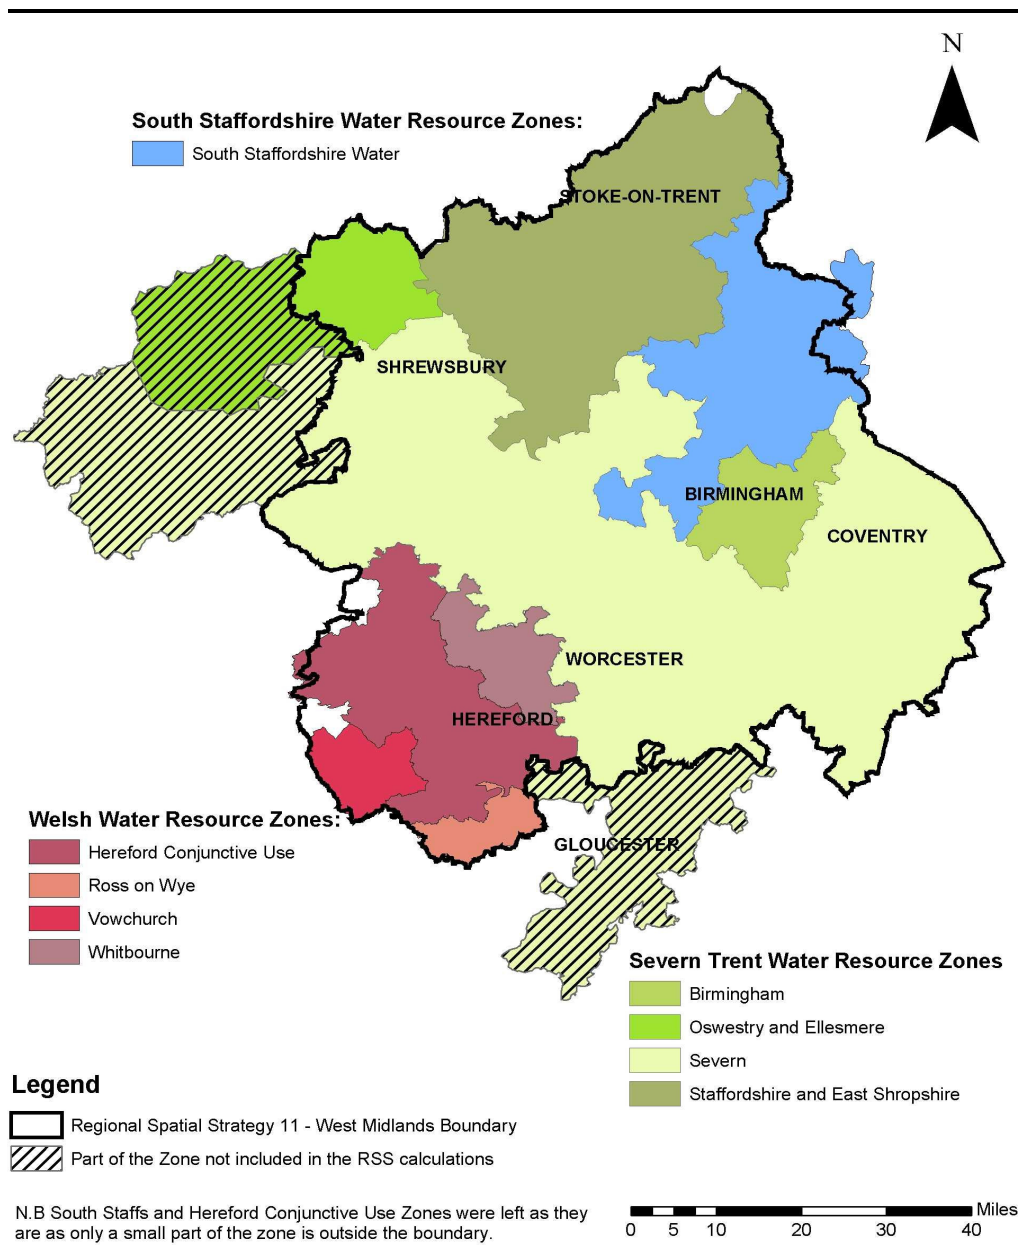 N
South Staffordshire Water Resource Zones:
South Staffordshire Water
STOKE-ON-TRENT
SHREWSBURY
BIRMINGHAM
COVENTRY
WORCESTER
HEREFORD
GLOUCESTER
Welsh Water Resource Zones:
Hereford Conjunctive Use
Ross on Wye
Vowchurch
Whitbourne
Severn Trent Water Resource Zones
Birmingham
Oswestry and Ellesmere
Severn
Staffordshire and East Shropshire
Legend
Regional Spatial Strategy 11 - West Midlands Boundary
Part of the Zone not included in the RSS calculations
N.B South Staffs and Hereford Conjunctive Use Zones were left as they
are as only a small part of the zone is outside the boundary.
Miles
0 5 10 20 30 40